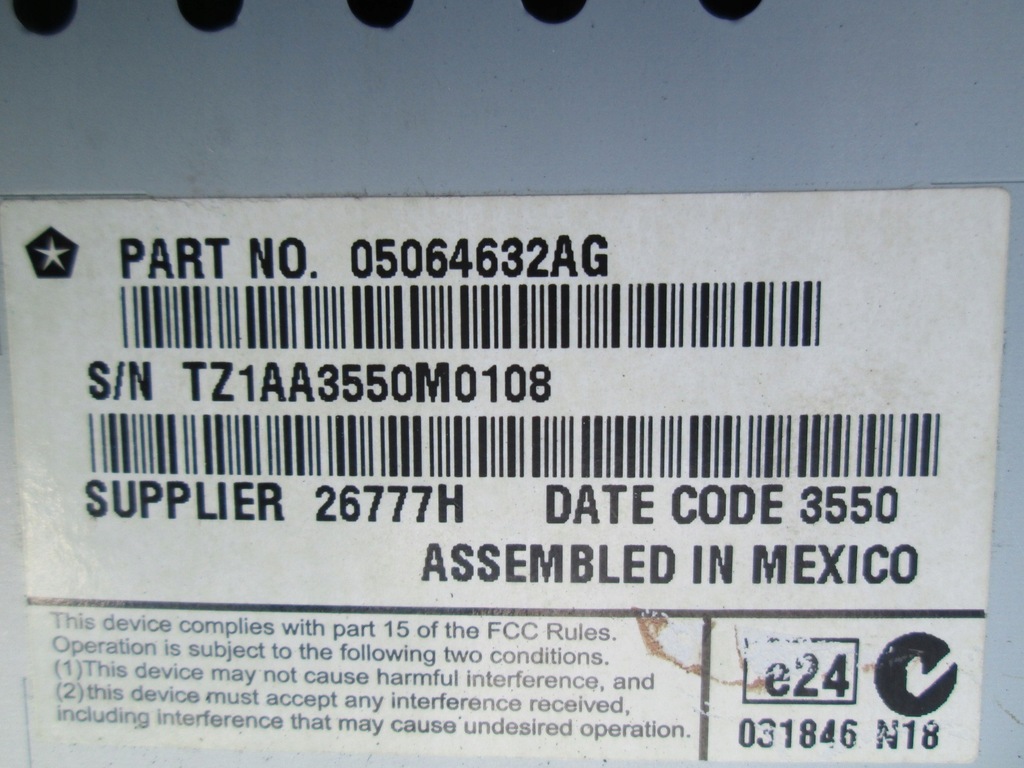 PART NO. 05064632AG
S/N TZ1AA3550M0108
SUPPLIER 26777H DATE CODE 3550
ASSEMBLED IN MEXICO
This device complies with part 15 of the FCC Rules.
Operation is subject to the following two conditions.
(1)This device may not cause harmful interference, and
(2)this device must accept any interference received,
including interference that may cause undesired operation.
e24
031846 N18